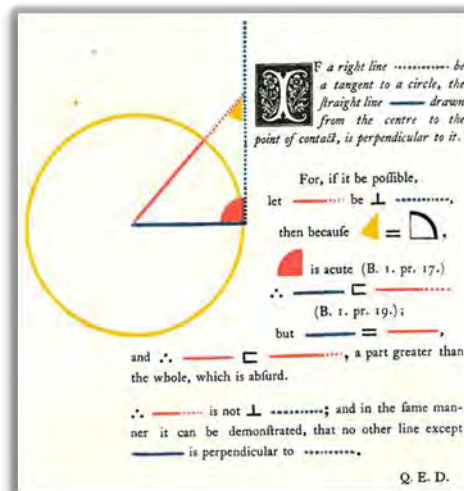 IF a right line ············ be
a tangent to a circle, the
ſtraight line —— drawn
from the centre to the
point of contact, is perpendicular to it.
For, if it be poſſible,
let ——····· be ⊥ ············,
then becauſe = ,
is acute (B. 1. pr. 17.)
∴ —— ⊏ ——·····
(B. 1. pr. 19.);
but —— = ——,
and ∴ —— ⊏ ——·····, a part greater than
the whole, which is abſurd.
∴ ——····· is not ⊥ ············; and in the ſame man-
ner it can be demonſtrated, that no other line except
—— is perpendicular to ············.
Q. E. D.